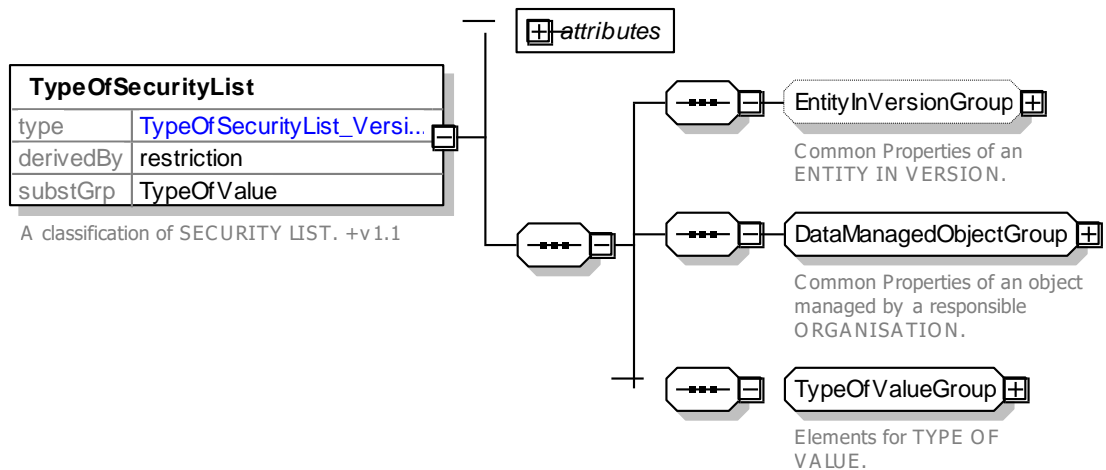 attributes
TypeOfSecurityList
type TypeOfSecurityList_Versi...
derivedBy restriction
substGrp TypeOfValue
A classification of SECURITY LIST. +v1.1
EntityInVersionGroup
Common Properties of an
ENTITY IN VERSION.
DataManagedObjectGroup
Common Properties of an object
managed by a responsible
ORGANISATION.
TypeOfValueGroup
Elements for TYPE OF
VALUE.